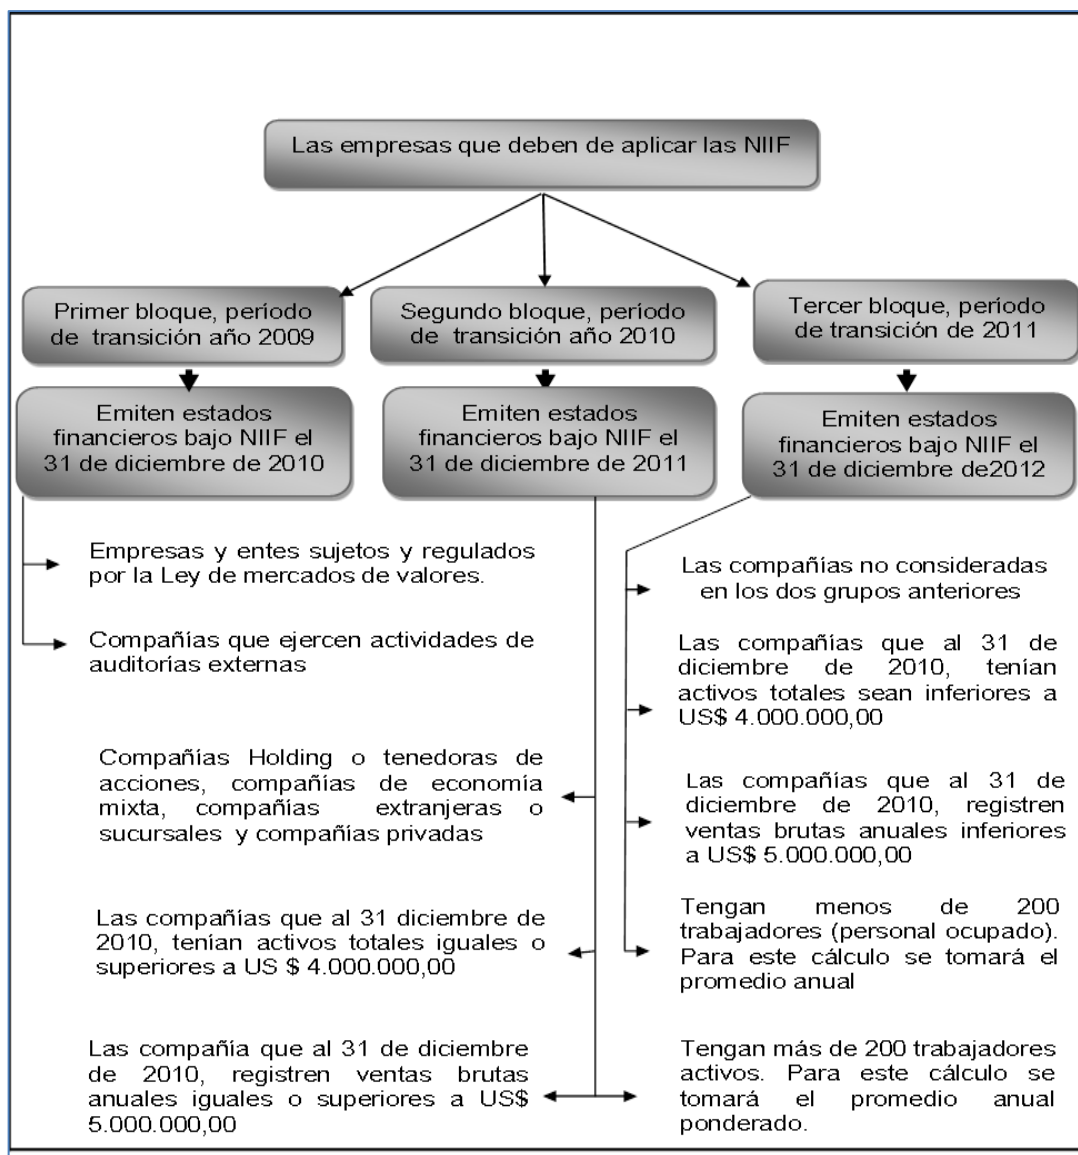 Las empresas que deben de aplicar las NIIF
Primer bloque, período
de transición año 2009
Segundo bloque, período
de transición año 2010
Tercer bloque, período
de transición de 2011
Emiten estados
financieros bajo NIIF el
31 de diciembre de 2010
Emiten estados
financieros bajo NIIF el
31 de diciembre de 2011
Emiten estados
financieros bajo NIIF el
31 de diciembre de2012
Empresas y entes sujetos y regulados
por la Ley de mercados de valores.
Compañías que ejercen actividades de
auditorías externas
Compañías Holding o tenedoras de
acciones, compañías de economía
mixta, compañías extranjeras o
sucursales y compañías privadas
Las compañías que al 31 diciembre de
2010, tenían activos totales iguales o
superiores a US $ 4.000.000,00
Las compañía que al 31 de diciembre
de 2010, registren ventas brutas
anuales iguales o superiores a US$
5.000.000,00
Las compañías no consideradas
en los dos grupos anteriores
Las compañías que al 31 de
diciembre de 2010, tenían
activos totales sean inferiores a
US$ 4.000.000,00
Las compañías que al 31 de
diciembre de 2010, registren
ventas brutas anuales inferiores
a US$ 5.000.000,00
Tengan menos de 200
trabajadores (personal ocupado).
Para este cálculo se tomará el
promedio anual
Tengan más de 200 trabajadores
activos. Para este cálculo se
tomará el promedio anual
ponderado.